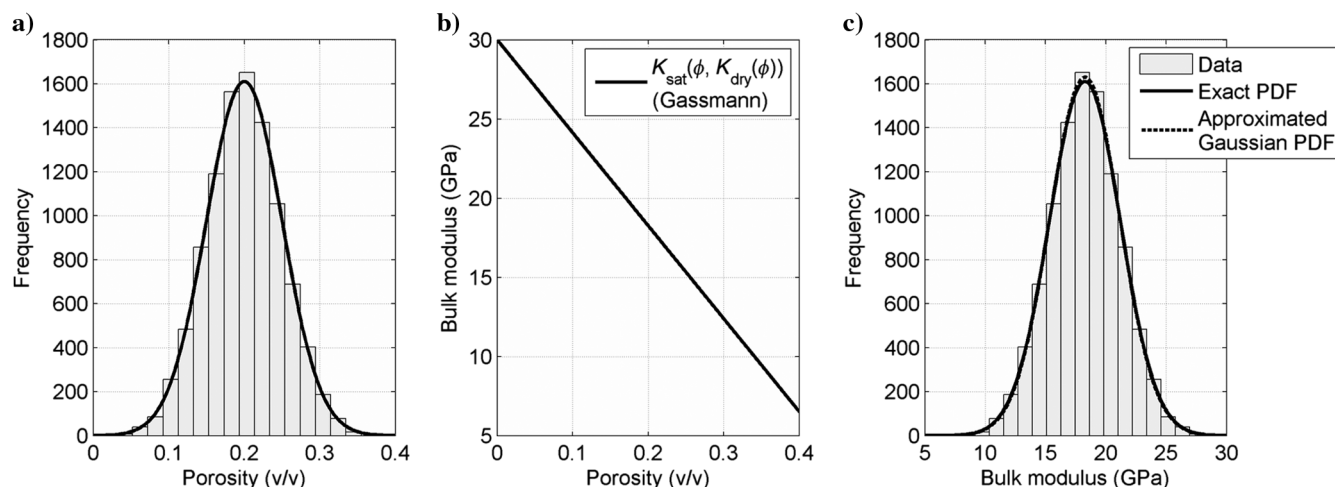 a)
1800
1600
1400
1200
1000
800
600
400
200
0
Frequency
0 0.1 0.2 0.3 0.4
Porosity (v/v)
b)
30
25
20
15
10
5
Bulk modulus (GPa)
K_sat(ϕ, K_dry(ϕ))
(Gassmann)
0 0.1 0.2 0.3 0.4
Porosity (v/v)
c)
1800
1600
1400
1200
1000
800
600
400
200
0
Frequency
Data
Exact PDF
Approximated
Gaussian PDF
5 10 15 20 25 30
Bulk modulus (GPa)